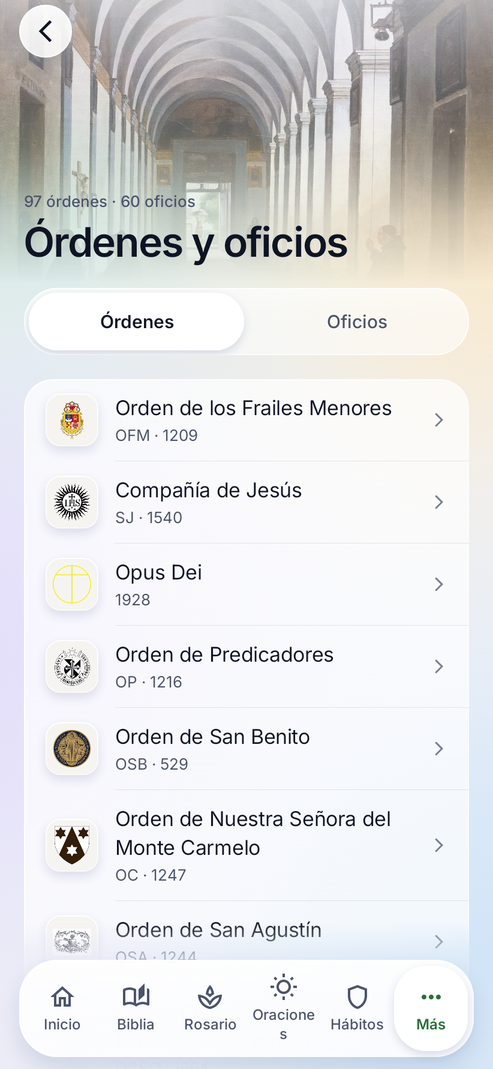 97 órdenes · 60 oficios
Órdenes y oficios
Órdenes
Oficios
Orden de los Frailes Menores
OFM · 1209
Compañía de Jesús
SJ · 1540
Opus Dei
1928
Orden de Predicadores
OP · 1216
Orden de San Benito
OSB · 529
Orden de Nuestra Señora del
Monte Carmelo
OC · 1247
Orden de San Agustín
OSA · 1244
Inicio
Biblia
Rosario
Oracione
s
Hábitos
Más